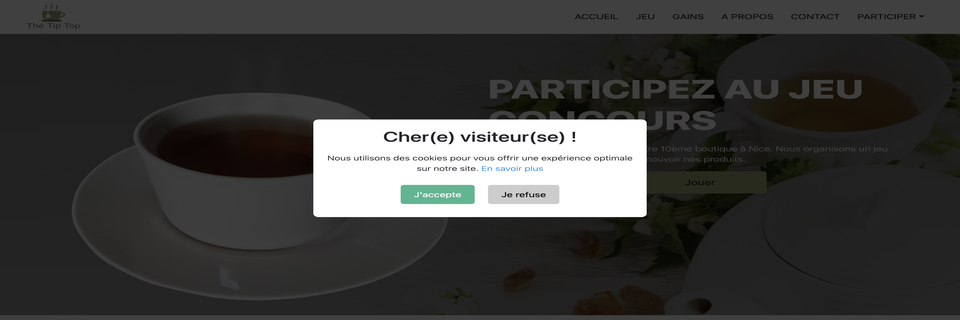 Thé Tip Top
ACCUEIL JEU GAINS A PROPOS CONTACT PARTICIPER
PARTICIPEZ AU JEU
CONCOURS
tre 10ème boutique à Nice. Nous organisons un jeu
mouvoir nos produits.
Jouer
Cher(e) visiteur(se) !
Nous utilisons des cookies pour vous offrir une expérience optimale
sur notre site. En savoir plus
J'accepte Je refuse